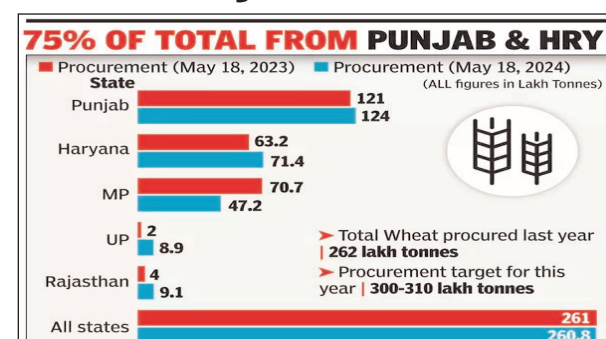 75% OF TOTAL FROM PUNJAB & HRY
Procurement (May 18, 2023) Procurement (May 18, 2024)
State (ALL figures in Lakh Tonnes)
Punjab 121
124
Haryana 63.2
71.4
MP 70.7
47.2
UP 2
8.9
Rajasthan 4
9.1
➤ Total Wheat procured last year
| 262 lakh tonnes
➤ Procurement target for this
year | 300-310 lakh tonnes
All states 261
260.8